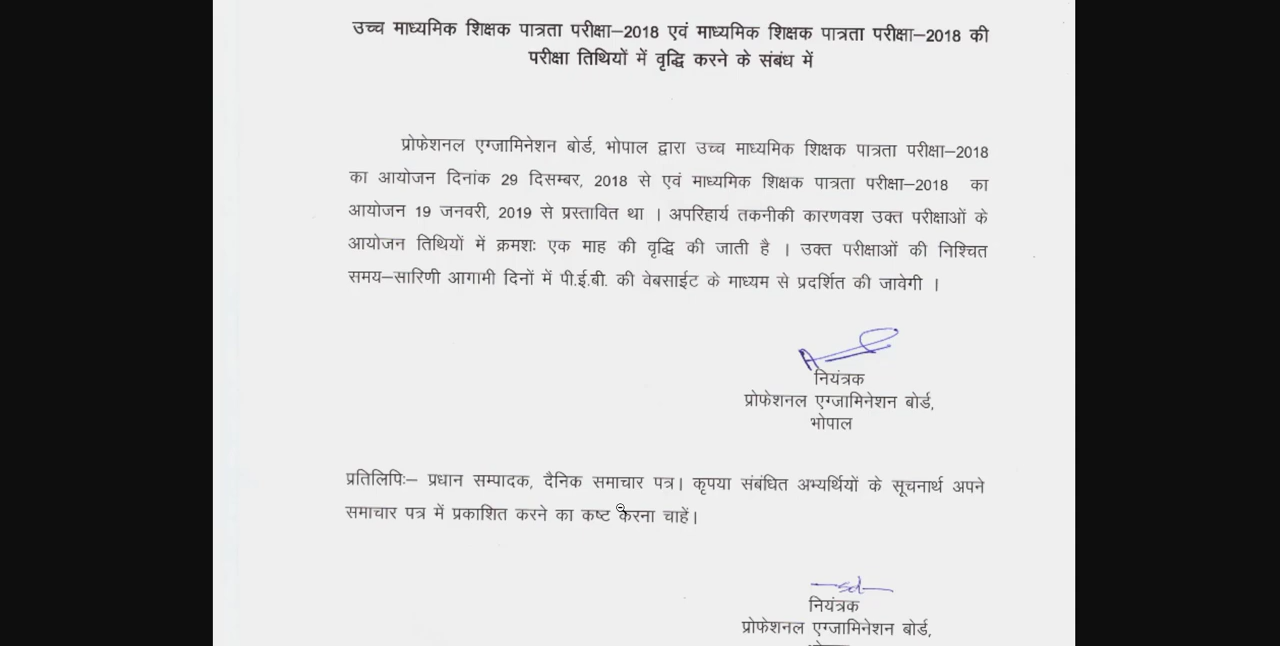 उच्च माध्यमिक शिक्षक पात्रता परीक्षा–2018 एवं माध्यमिक शिक्षक पात्रता परीक्षा–2018 की
परीक्षा तिथियों में वृद्धि करने के संबंध में
प्रोफेशनल एग्जामिनेशन बोर्ड, भोपाल द्वारा उच्च माध्यमिक शिक्षक पात्रता परीक्षा–2018
का आयोजन दिनांक 29 दिसम्बर, 2018 से एवं माध्यमिक शिक्षक पात्रता परीक्षा–2018 का
आयोजन 19 जनवरी, 2019 से प्रस्तावित था । अपरिहार्य तकनीकी कारणवश उक्त परीक्षाओं के
आयोजन तिथियों में क्रमशः एक माह की वृद्धि की जाती है । उक्त परीक्षाओं की निश्चित
समय–सारिणी आगामी दिनों में पी.ई.बी. की वेबसाईट के माध्यम से प्रदर्शित की जावेगी ।
नियंत्रक
प्रोफेशनल एग्जामिनेशन बोर्ड,
भोपाल
प्रतिलिपिः– प्रधान सम्पादक, दैनिक समाचार पत्र। कृपया संबंधित अभ्यर्थियों के सूचनार्थ अपने
समाचार पत्र में प्रकाशित करने का कष्ट करना चाहें।
–sd–
नियंत्रक
प्रोफेशनल एग्जामिनेशन बोर्ड,